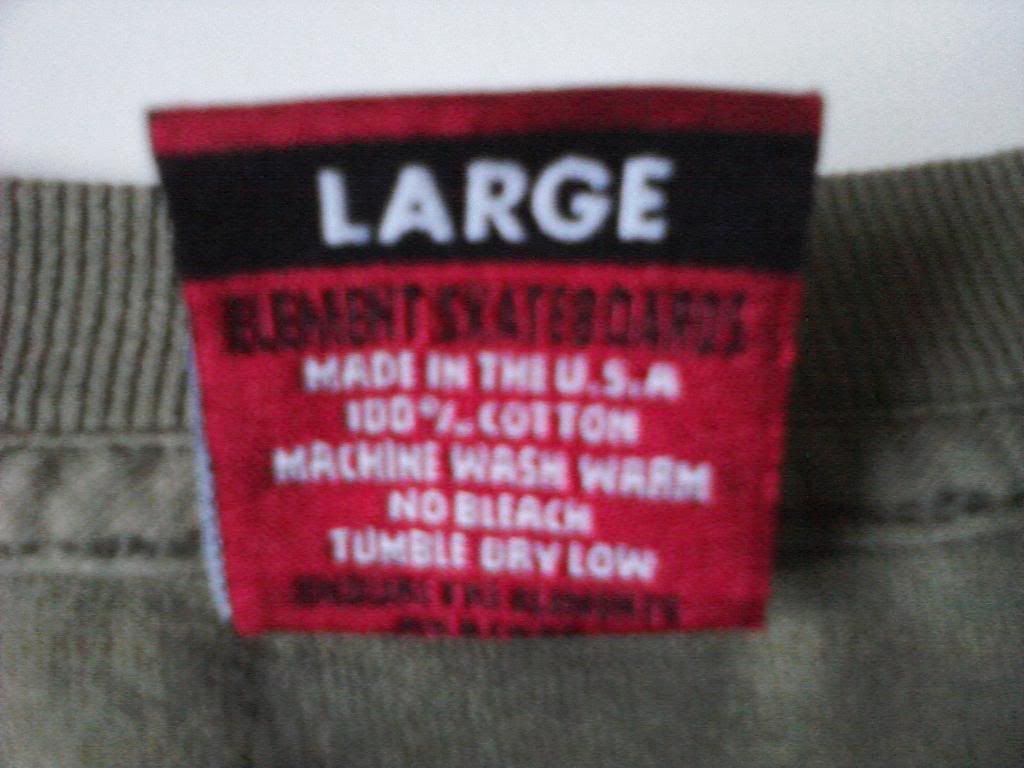 LARGE
ELEMENT SKATEBOARDS
MADE IN THE U.S.A
100% COTTON
MACHINE WASH WARM
NO BLEACH
TUMBLE DRY LOW